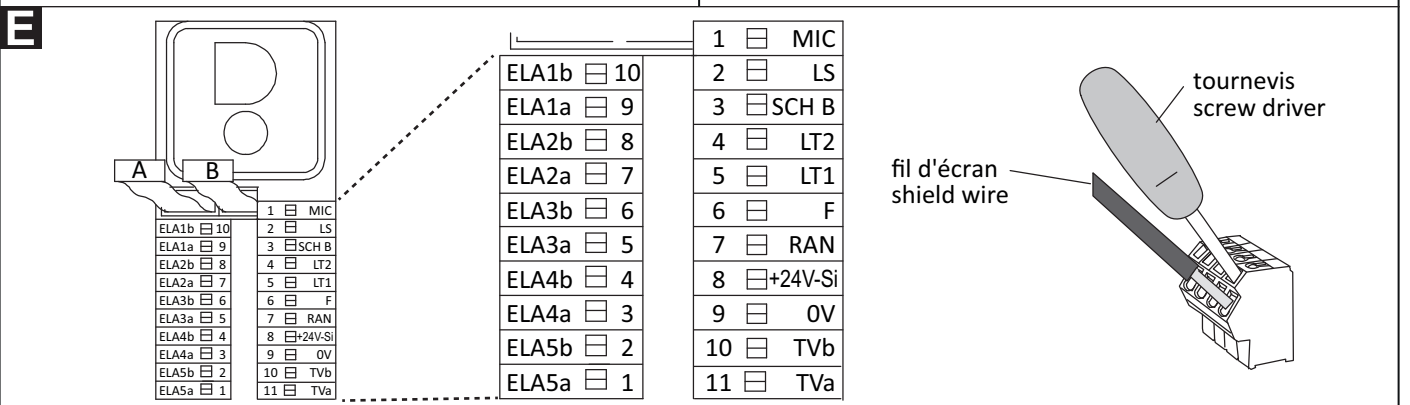 E
A B
1 MIC
ELA1b 10 2 LS
ELA1a 9 3 SCH B
ELA2b 8 4 LT2
ELA2a 7 5 LT1
ELA3b 6 6 F
ELA3a 5 7 RAN
ELA4b 4 8 +24V-Si
ELA4a 3 9 0V
ELA5b 2 10 TVb
ELA5a 1 11 TVa
1 MIC
ELA1b 10 2 LS
ELA1a 9 3 SCH B
ELA2b 8 4 LT2
ELA2a 7 5 LT1
ELA3b 6 6 F
ELA3a 5 7 RAN
ELA4b 4 8 +24V-Si
ELA4a 3 9 0V
ELA5b 2 10 TVb
ELA5a 1 11 TVa
tournevis
screw driver
fil d'écran
shield wire